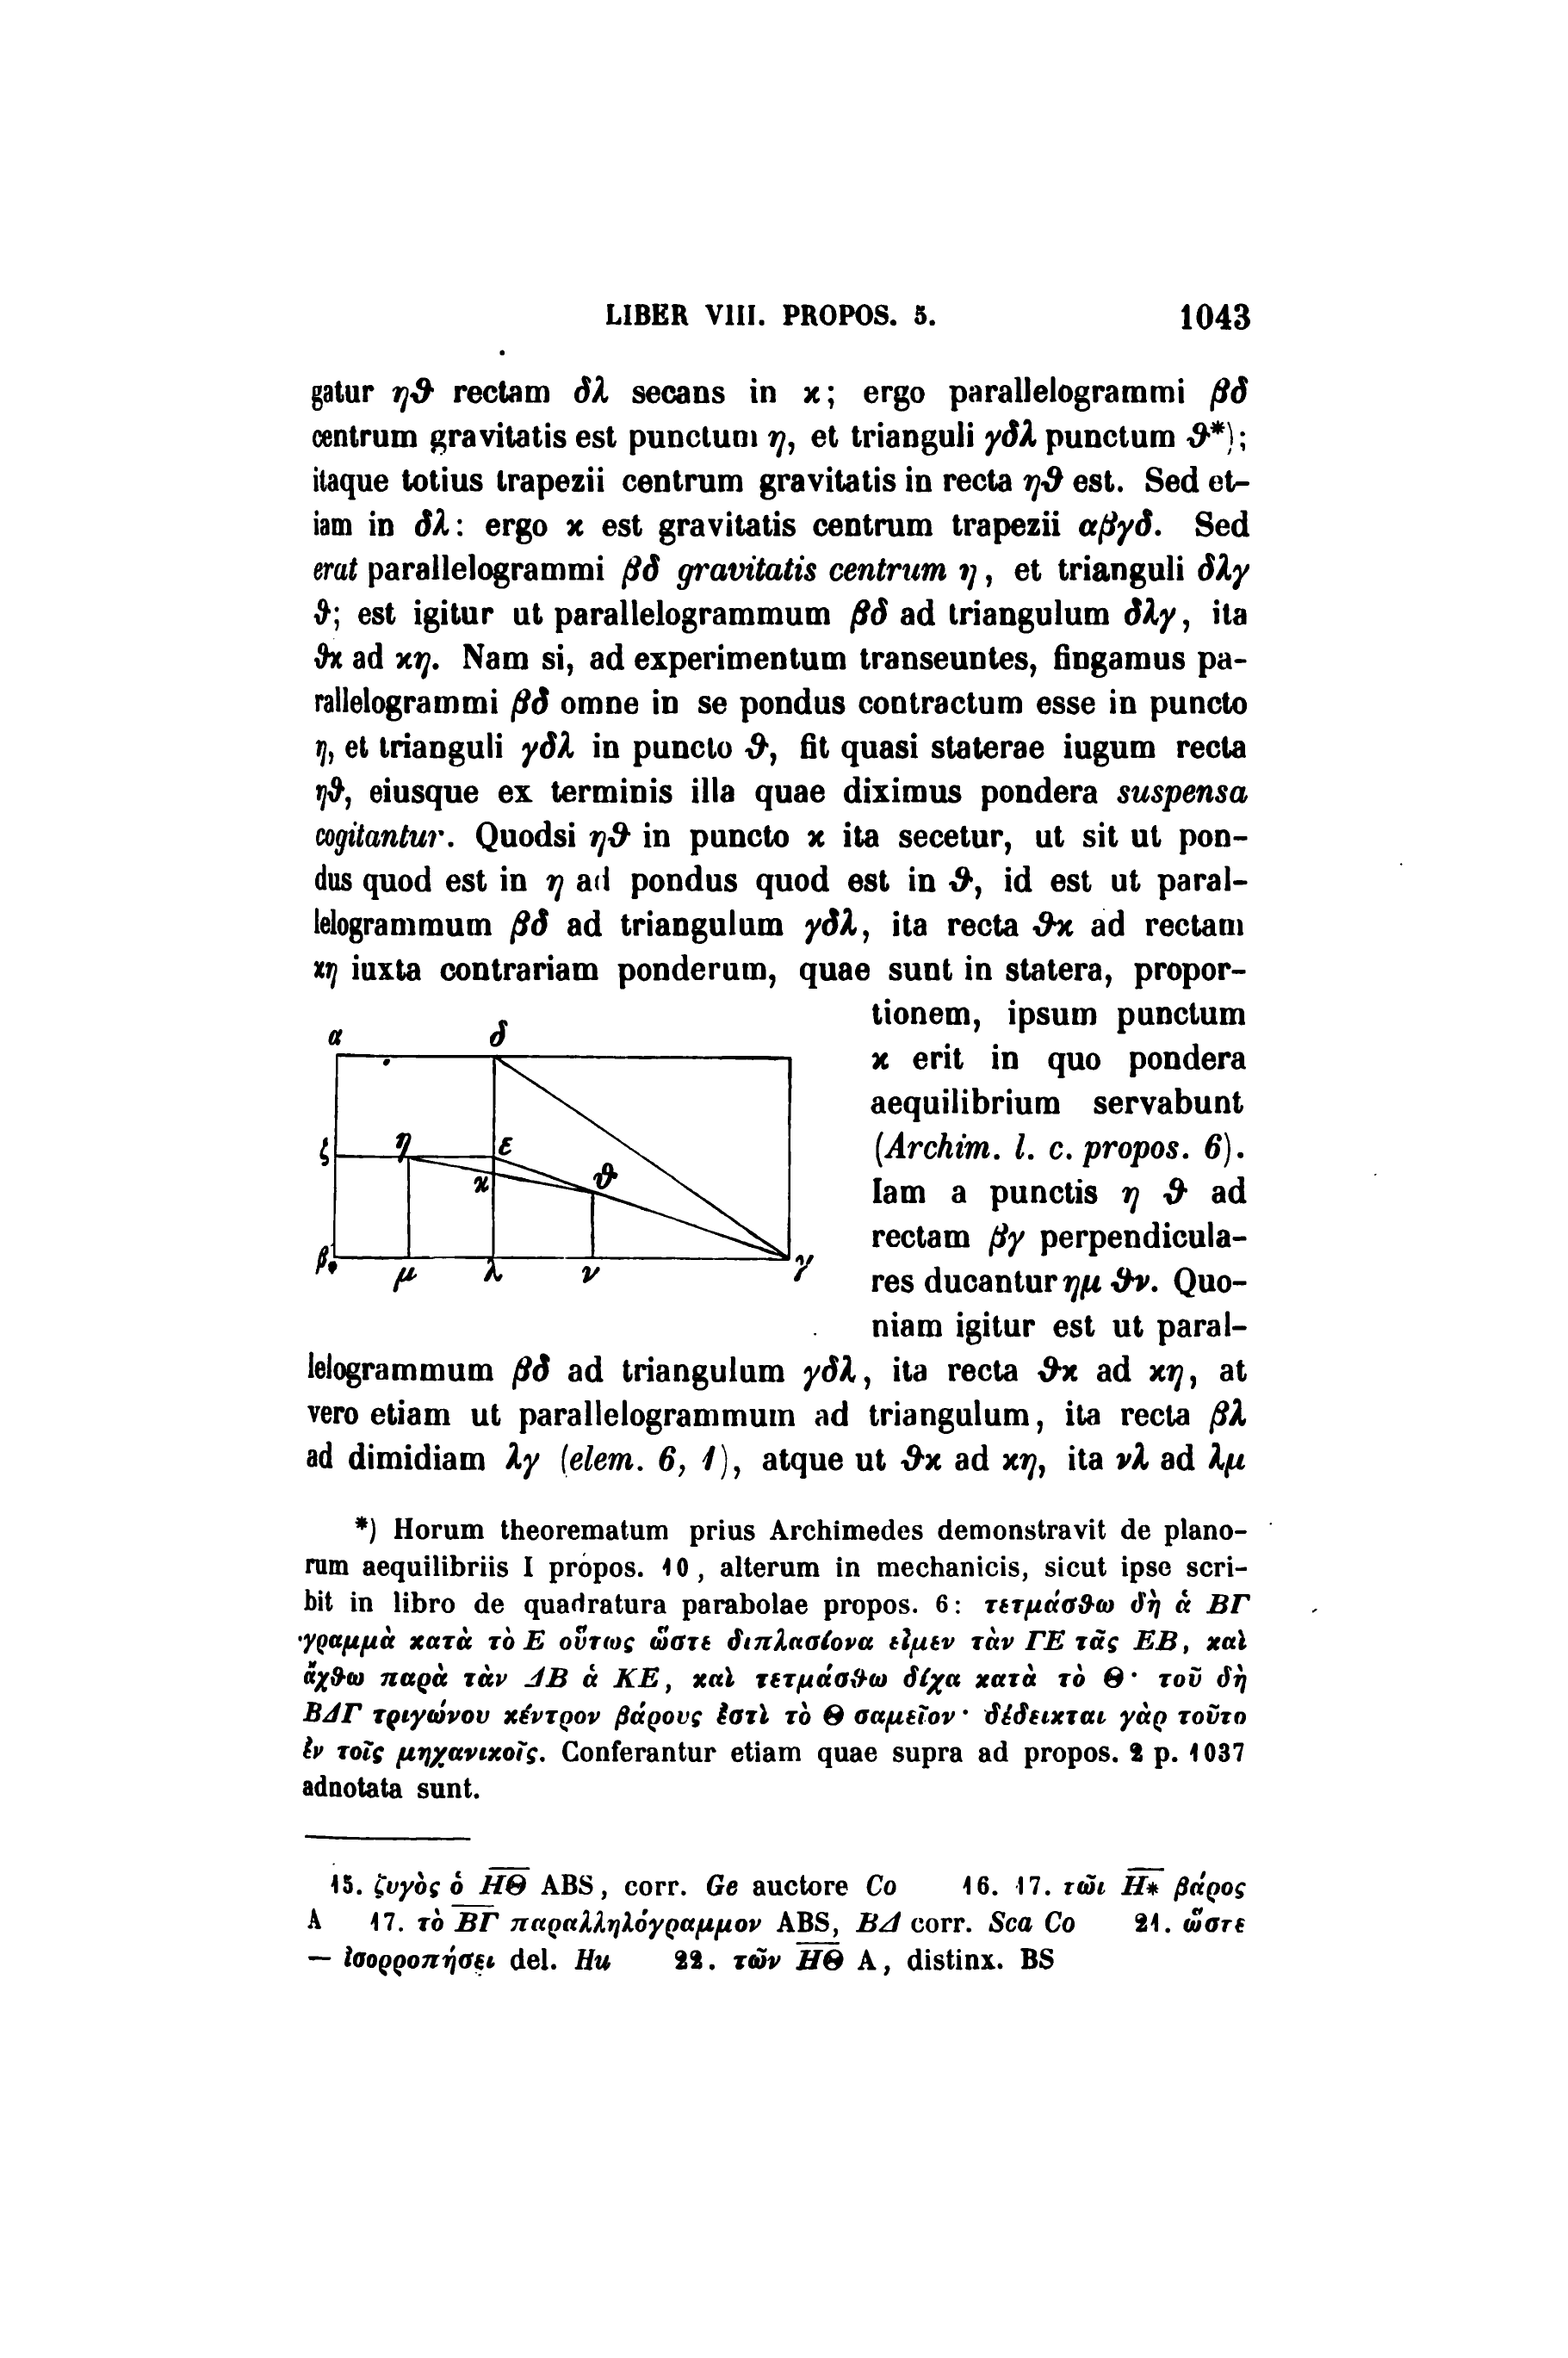 LIBER VIII. PROPOS. 5. 1043
gatur ηϑ rectam δλ secans in κ; ergo parallelogrammi βδ
centrum gravitatis est punctum η, et trianguli γδλ punctum ϑ*);
itaque totius trapezii centrum gravitatis in recta ηϑ est. Sed et-
iam in δλ: ergo κ est gravitatis centrum trapezii αβγδ. Sed
erat parallelogrammi βδ gravitatis centrum η, et trianguli δλγ
ϑ; est igitur ut parallelogrammum βδ ad triangulum δλγ, ita
ϑκ ad κη. Nam si, ad experimentum transeuntes, fingamus pa-
rallelogrammi βδ omne in se pondus contractum esse in puncto
η, et trianguli γδλ in puncto ϑ, fit quasi staterae iugum recta
ηϑ, eiusque ex terminis illa quae diximus pondera suspensa
cogitantur. Quodsi ηϑ in puncto κ ita secetur, ut sit ut pon-
dus quod est in η ad pondus quod est in ϑ, id est ut paral-
lelogrammum βδ ad triangulum γδλ, ita recta ϑκ ad rectam
κη iuxta contrariam ponderum, quae sunt in statera, propor-
tionem, ipsum punctum
κ erit in quo pondera
aequilibrium servabunt
(Archim. l. c. propos. 6).
Iam a punctis η ϑ ad
rectam βγ perpendicula-
res ducantur ημ ϑν. Quo-
niam igitur est ut paral-
α δ
ζ η ε
κ ϑ
β μ λ ν γ
lelogrammum βδ ad triangulum γδλ, ita recta ϑκ ad κη, at
vero etiam ut parallelogrammum ad triangulum, ita recta βλ
ad dimidiam λγ (elem. 6, 1), atque ut ϑκ ad κη, ita νλ ad λμ
*) Horum theorematum prius Archimedes demonstravit de plano-
rum aequilibriis I propos. 10, alterum in mechanicis, sicut ipse scri-
bit in libro de quadratura parabolae propos. 6: τετμάσϑω δὴ ἁ ΒΓ
γραμμὰ κατὰ τὸ Ε οὕτως ὥστε διπλασίονα εἶμεν τὰν ΓΕ τᾶς ΕΒ, καὶ
ἄχϑω παρὰ τὰν ΔΒ ἁ ΚΕ, καὶ τετμάσϑω δίχα κατὰ τὸ Θ· τοῦ δὴ
ΒΔΓ τριγώνου κέντρον βάρους ἐστὶ τὸ Θ σαμεῖον· δέδεικται γὰρ τοῦτο
ἐν τοῖς μηχανικοῖς. Conferantur etiam quae supra ad propos. 2 p. 1037
adnotata sunt.
15. ζυγὸς ὁ ΗΘ ABS, corr. Ge auctore Co 16. 17. τῶι Η* βάρος
A 17. τὸ ΒΓ παραλληλόγραμμον ABS, ΒΔ corr. Sca Co 21. ὥστε
— ἰσορροπήσει del. Hu 22. τῶν ΗΘ A, distinx. BS